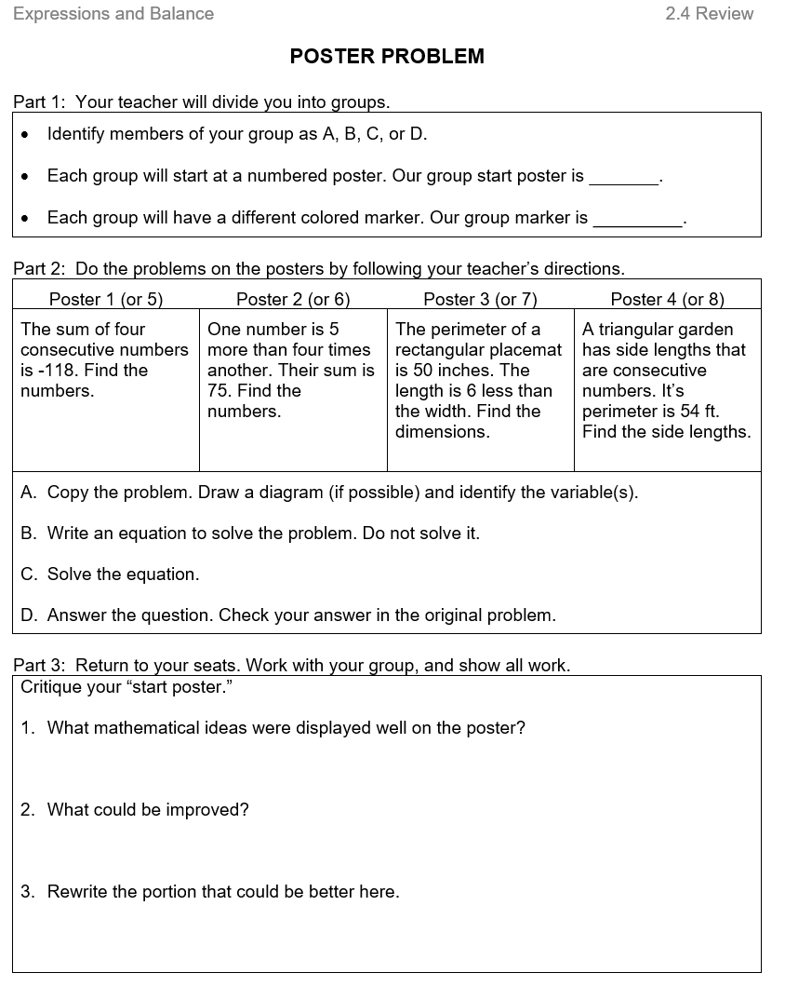 Expressions and Balance 2.4 Review
POSTER PROBLEM
Part 1: Your teacher will divide you into groups.
• Identify members of your group as A, B, C, or D.
• Each group will start at a numbered poster. Our group start poster is _______.
• Each group will have a different colored marker. Our group marker is _________.
Part 2: Do the problems on the posters by following your teacher’s directions.
Poster 1 (or 5)
The sum of four
consecutive numbers
is -118. Find the
numbers.
Poster 2 (or 6)
One number is 5
more than four times
another. Their sum is
75. Find the
numbers.
Poster 3 (or 7)
The perimeter of a
rectangular placemat
is 50 inches. The
length is 6 less than
the width. Find the
dimensions.
Poster 4 (or 8)
A triangular garden
has side lengths that
are consecutive
numbers. It’s
perimeter is 54 ft.
Find the side lengths.
A. Copy the problem. Draw a diagram (if possible) and identify the variable(s).
B. Write an equation to solve the problem. Do not solve it.
C. Solve the equation.
D. Answer the question. Check your answer in the original problem.
Part 3: Return to your seats. Work with your group, and show all work.
Critique your “start poster.”
1. What mathematical ideas were displayed well on the poster?
2. What could be improved?
3. Rewrite the portion that could be better here.